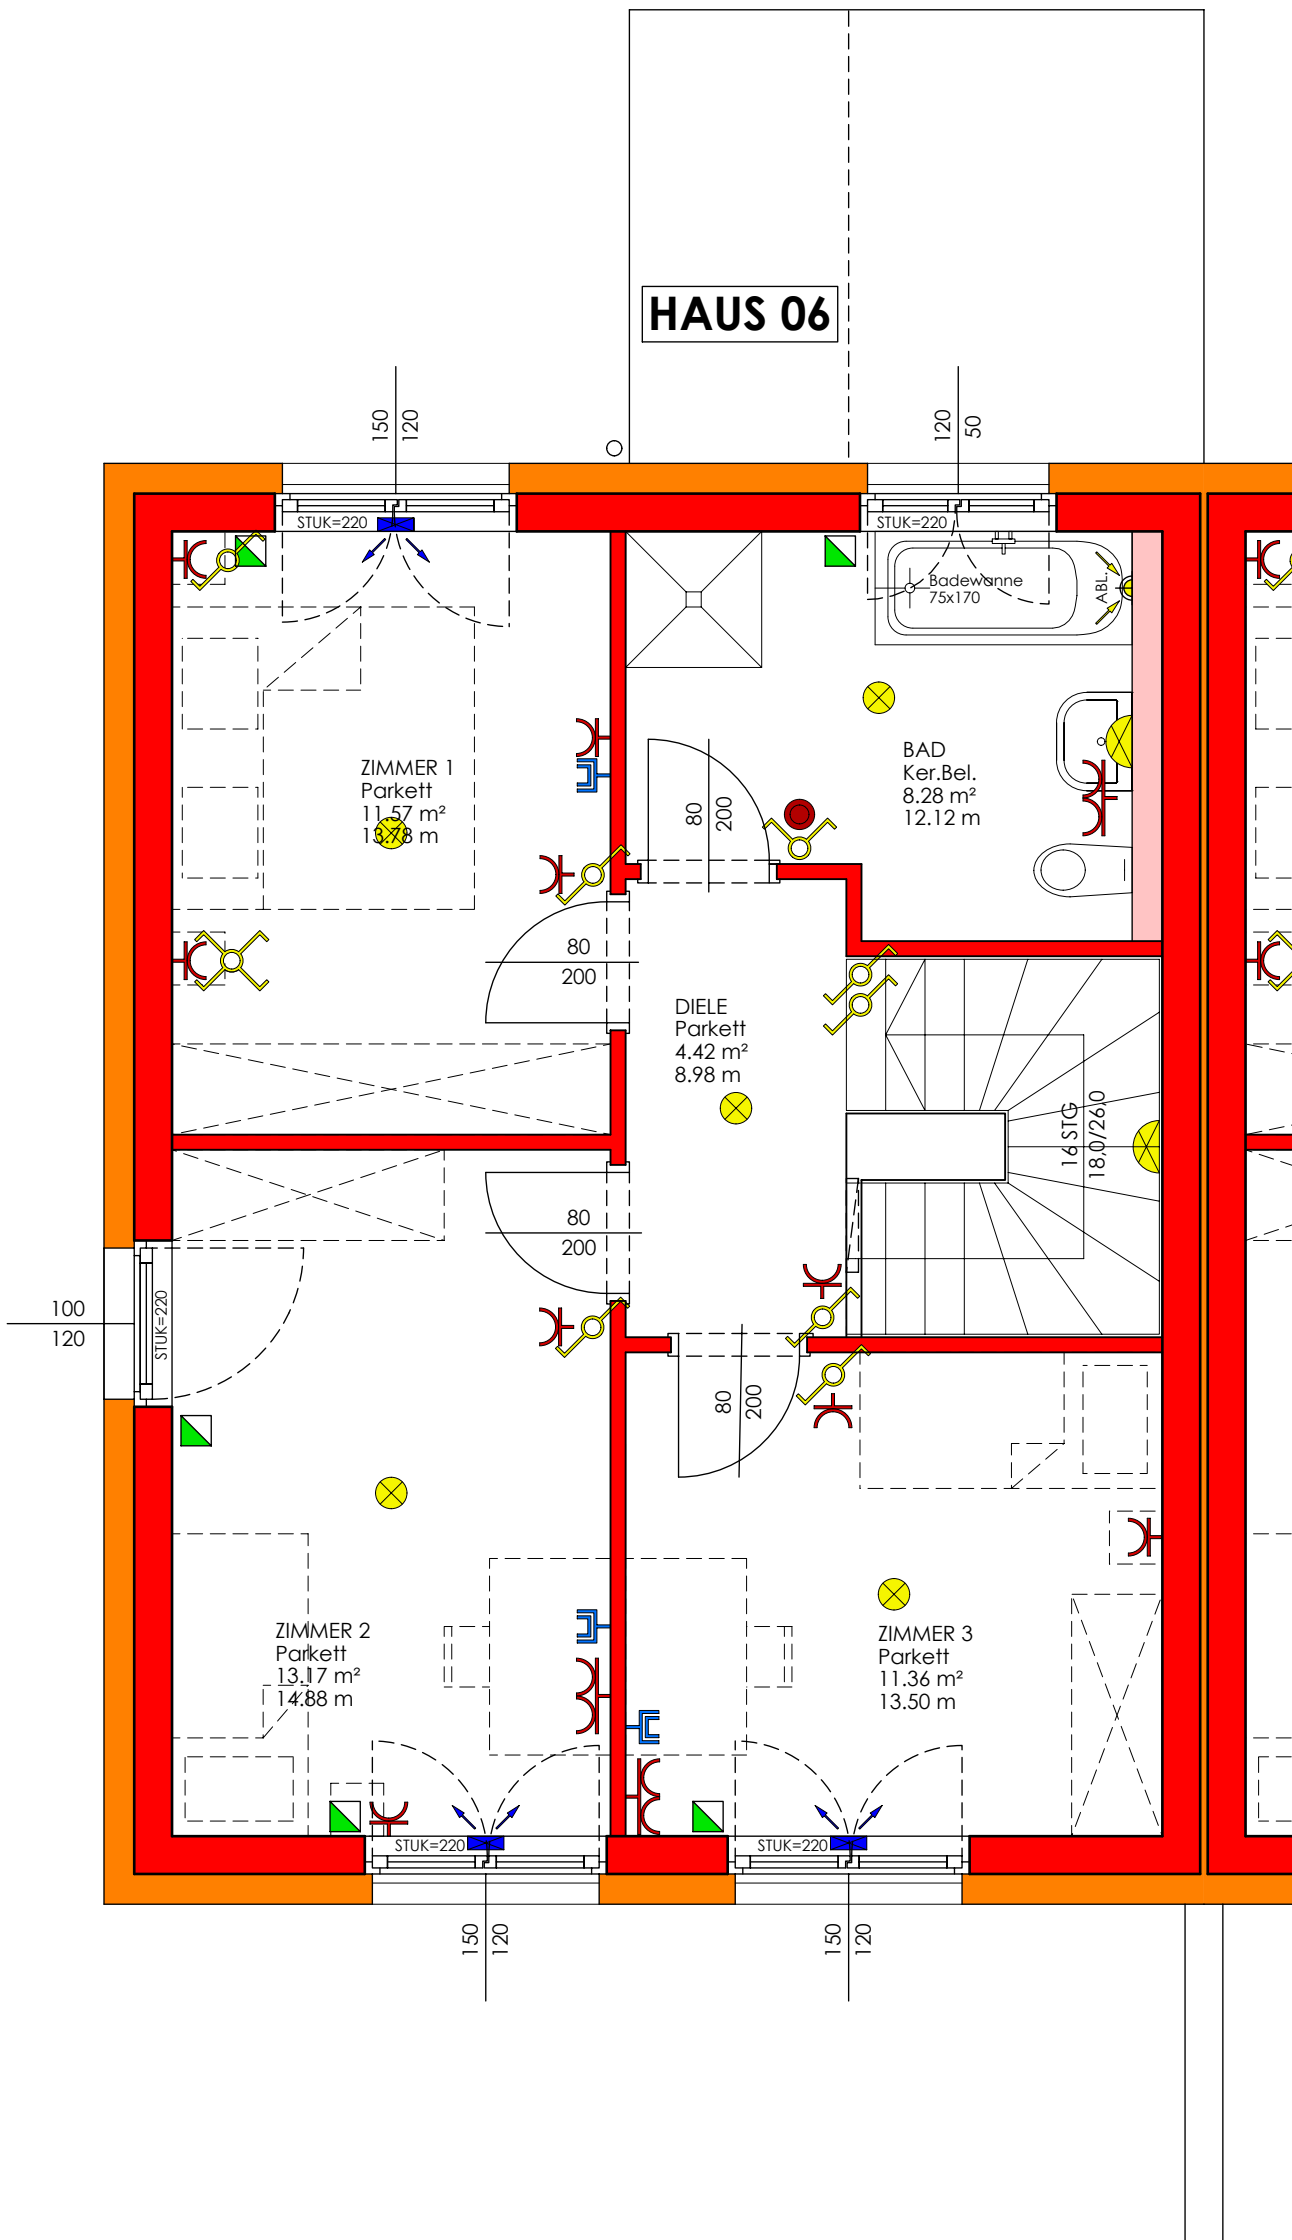 HAUS 06
150
120
120
50
STUK=220
STUK=220
Badewanne
75x170
ABL.
ZIMMER 1
Parkett
11.57 m²
13.78 m
80
200
BAD
Ker.Bel.
8.28 m²
12.12 m
80
200
DIELE
Parkett
4.42 m²
8.98 m
16 STG
18,0/26,0
80
200
100
120
STUK=220
80
200
ZIMMER 2
Parkett
13.17 m²
14.88 m
ZIMMER 3
Parkett
11.36 m²
13.50 m
STUK=220
STUK=220
150
120
150
120